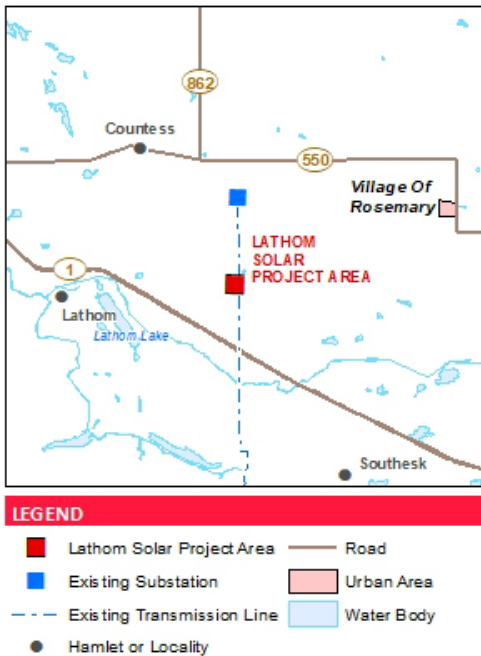 862
Countess
550
Village Of
Rosemary
LATHOM
SOLAR
PROJECT AREA
1
Lathom
Lathom Lake
Southesk
LEGEND
Lathom Solar Project Area
Road
Existing Substation
Urban Area
Existing Transmission Line
Water Body
Hamlet or Locality